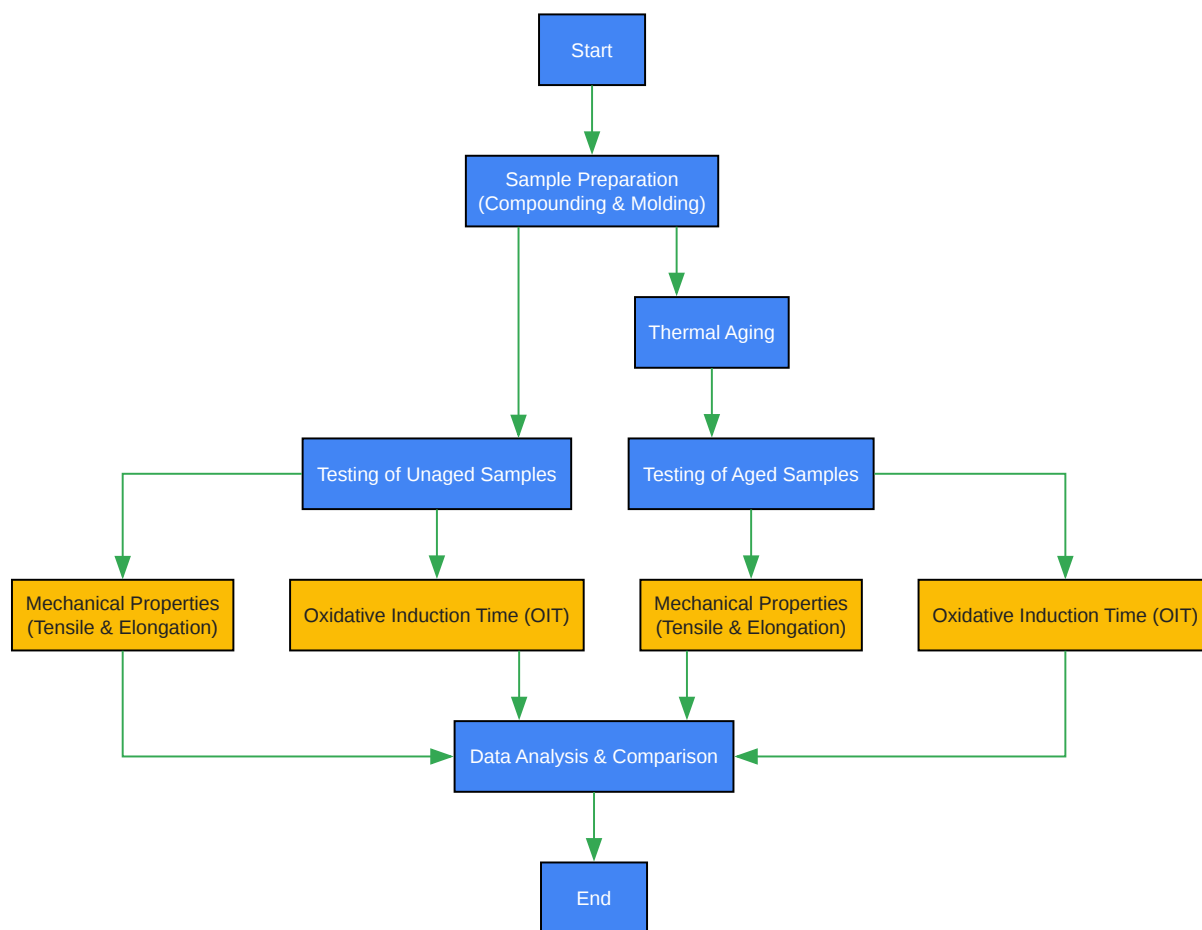 Start
Sample Preparation
(Compounding & Molding)
Thermal Aging
Testing of Unaged Samples
Testing of Aged Samples
Mechanical Properties
(Tensile & Elongation)
Oxidative Induction Time (OIT)
Mechanical Properties
(Tensile & Elongation)
Oxidative Induction Time (OIT)
Data Analysis & Comparison
End